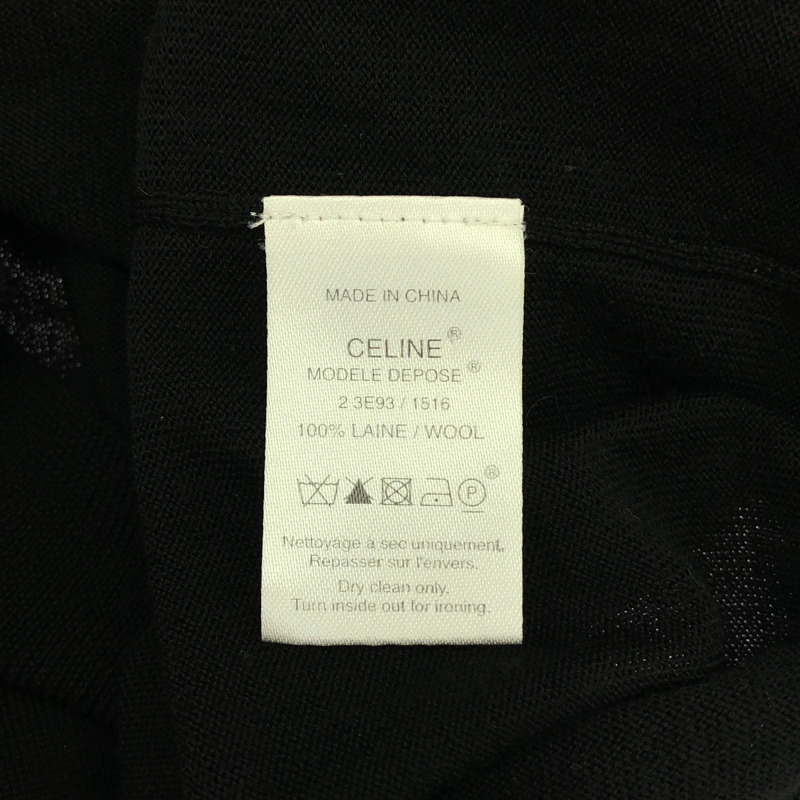 MADE IN CHINA
CELINE®
MODELE DEPOSE®
2 3E93 / 1516
100% LAINE / WOOL
P ®
Nettoyage à sec uniquement.
Repasser sur l'envers.
Dry clean only.
Turn inside out for ironing.